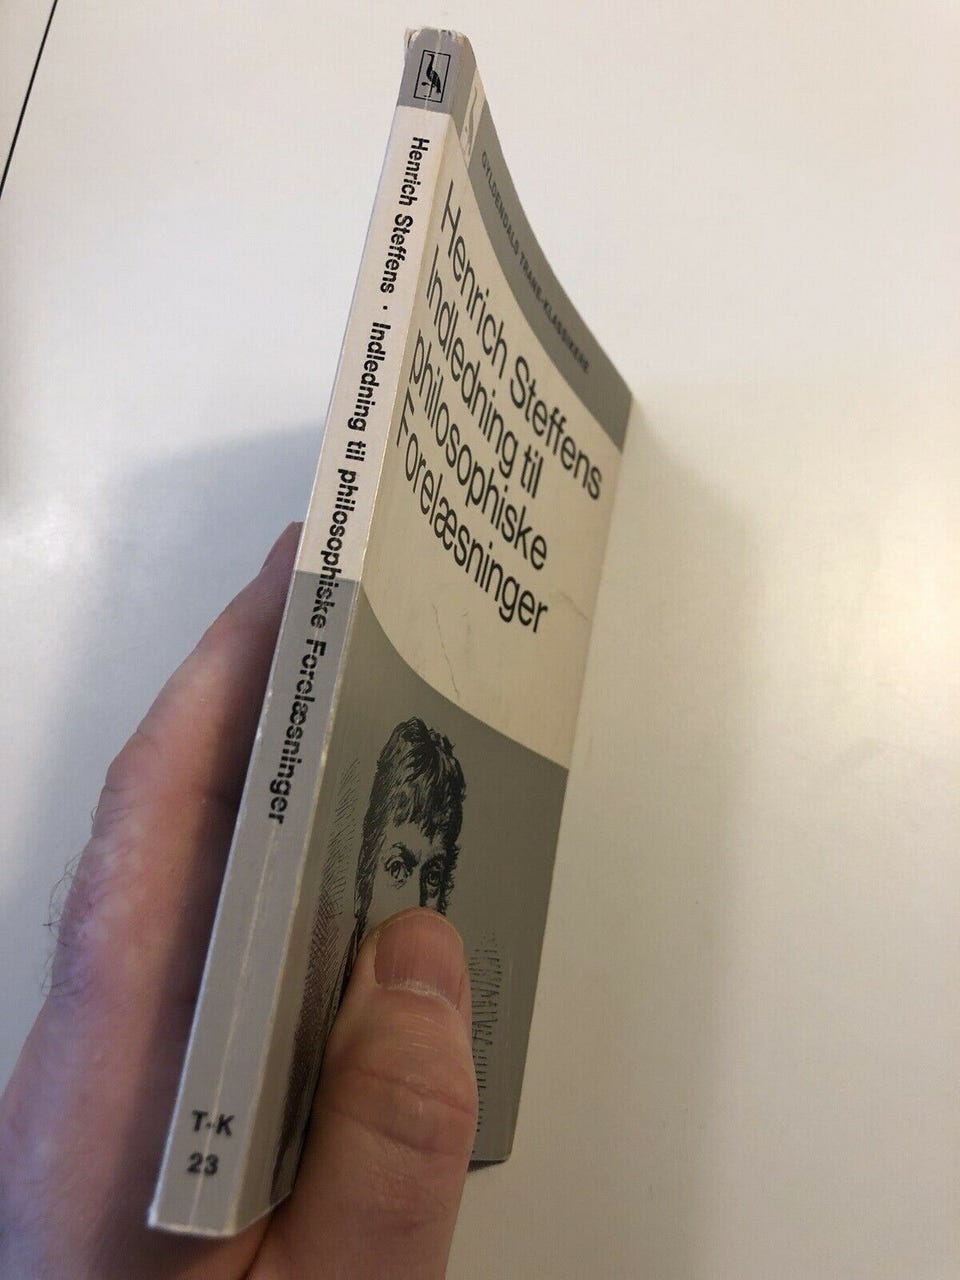 Henrich Steffens · Indledning til philosophiske Forelæsninger
T-K
23
GYLDENDALS TRANE-KLASSIKERE
Henrich Steffens
Indledning til
philosophiske
Forelæsninger